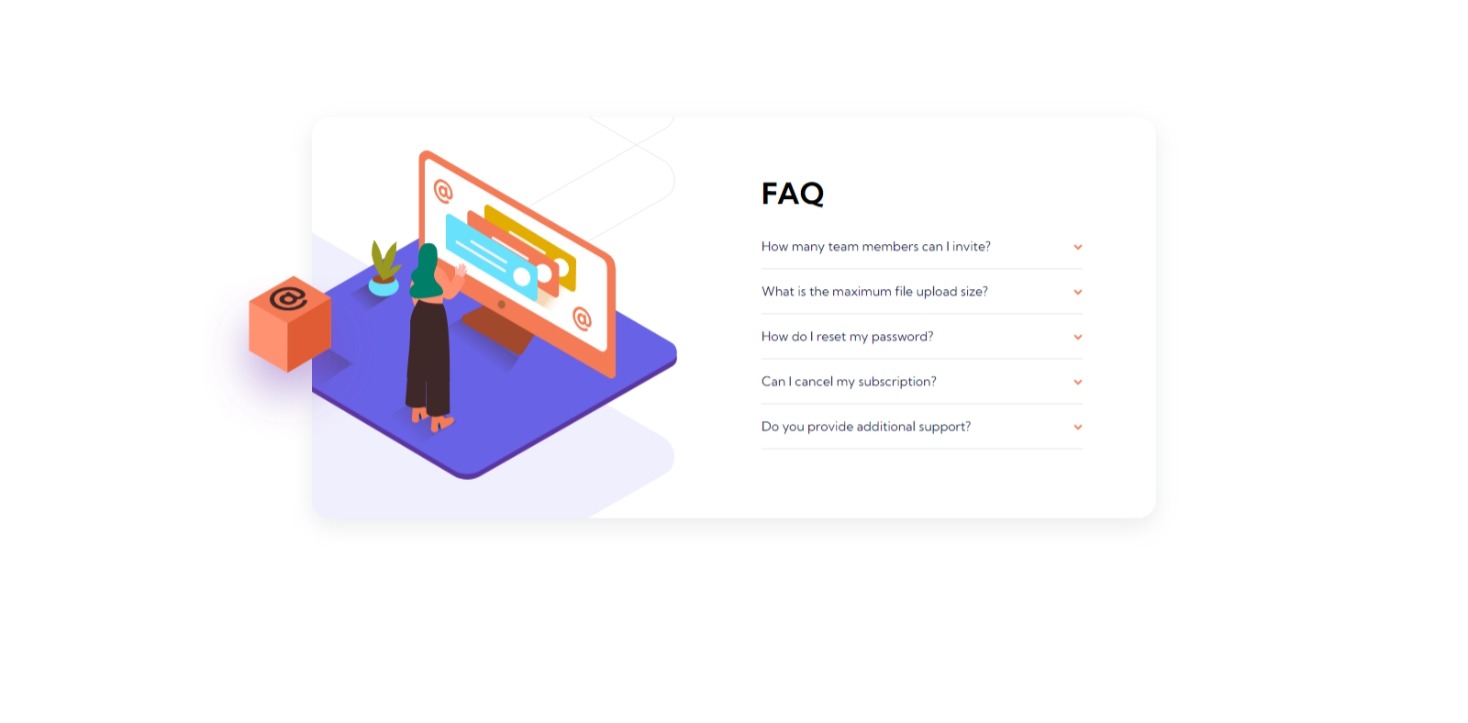 @
@
@
FAQ
How many team members can I invite?
What is the maximum file upload size?
How do I reset my password?
Can I cancel my subscription?
Do you provide additional support?